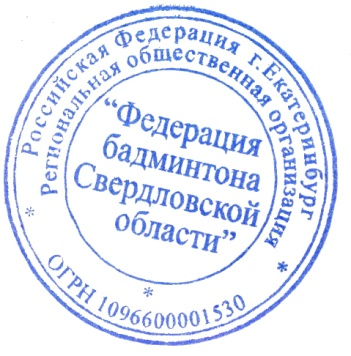 Российская Федерация г.Екатеринбург
Региональная общественная организация
"Федерация
бадминтона
Свердловской
области"
* ОГРН 1096600001530 *
*